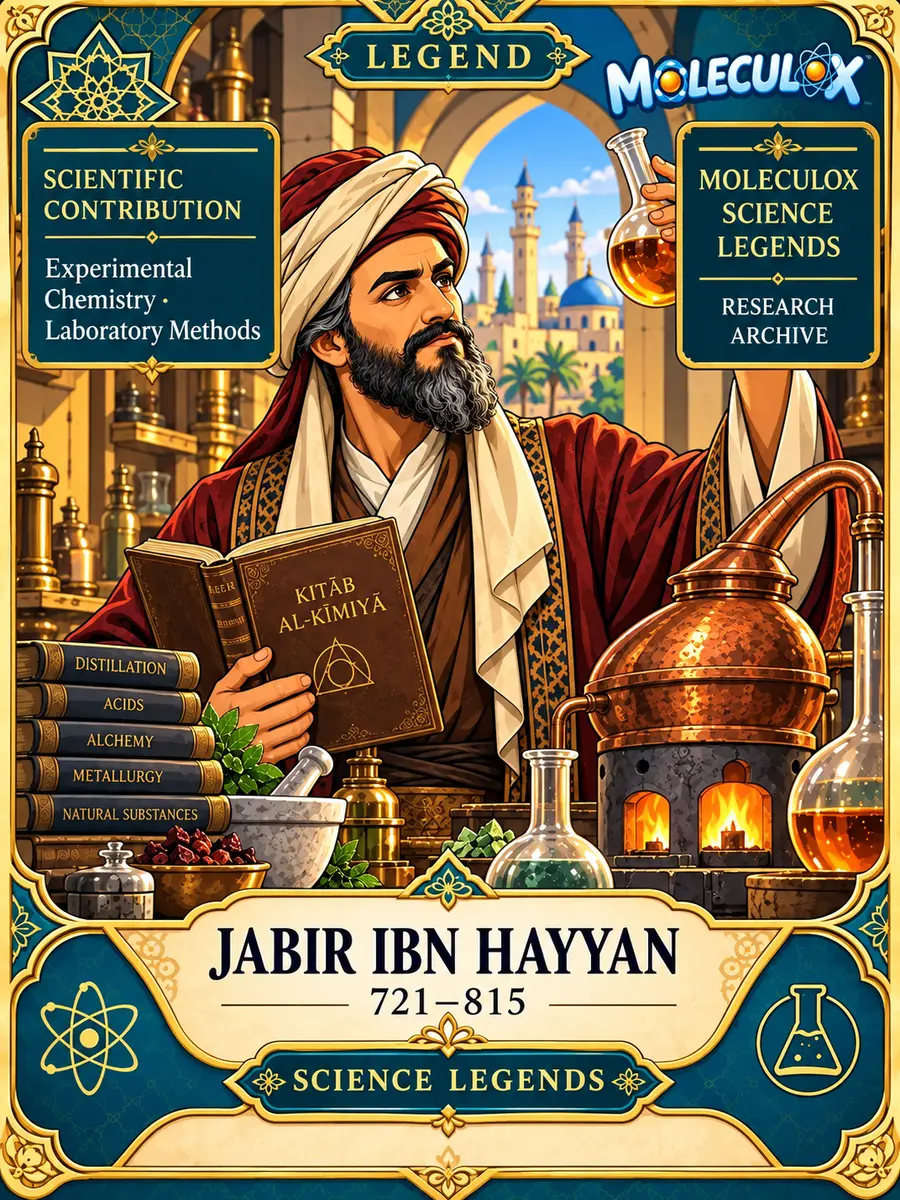 LEGEND
MOLECULOX
SCIENTIFIC
CONTRIBUTION
Experimental
Chemistry ·
Laboratory Methods
MOLECULOX
SCIENCE
LEGENDS
RESEARCH
ARCHIVE
KITĀB
AL-KĪMIYĀ
DISTILLATION
ACIDS
ALCHEMY
METALLURGY
NATURAL SUBSTANCES
JABIR IBN HAYYAN
721–815
SCIENCE LEGENDS